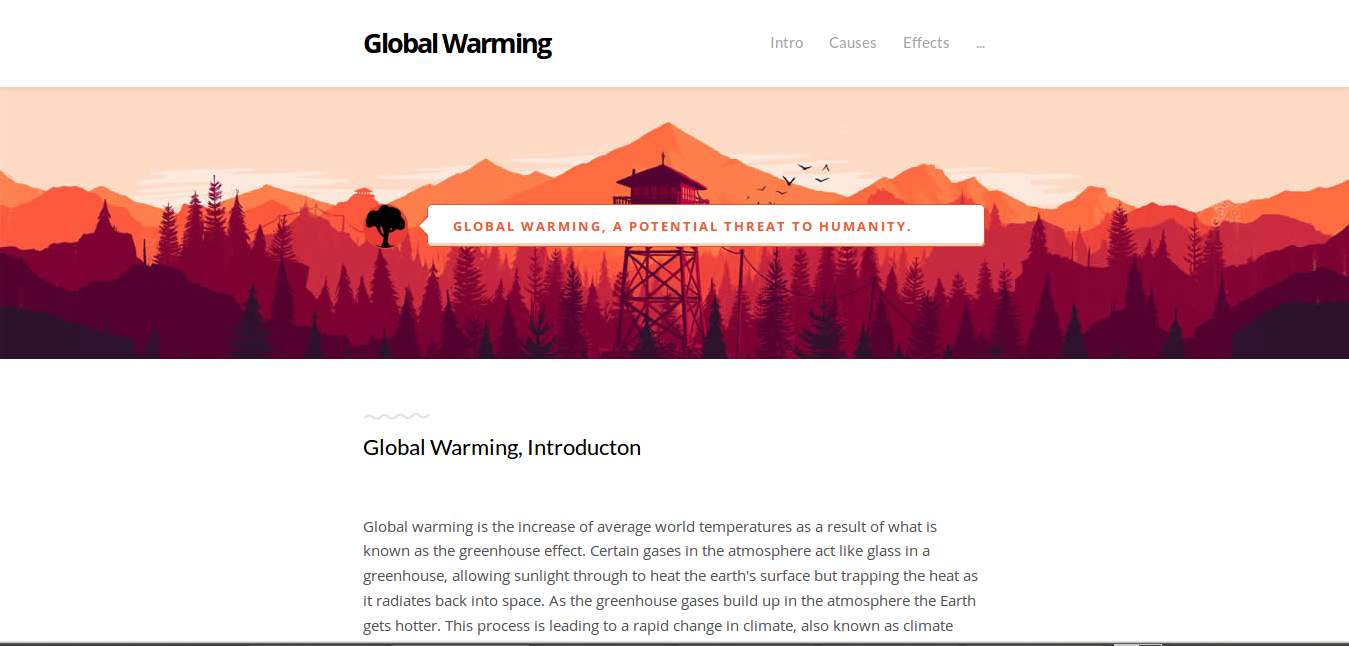 Global Warming
Intro Causes Effects ...
GLOBAL WARMING, A POTENTIAL THREAT TO HUMANITY.
Global Warming, Introducton
Global warming is the increase of average world temperatures as a result of what is
known as the greenhouse effect. Certain gases in the atmosphere act like glass in a
greenhouse, allowing sunlight through to heat the earth's surface but trapping the heat as
it radiates back into space. As the greenhouse gases build up in the atmosphere the Earth
gets hotter. This process is leading to a rapid change in climate, also known as climate